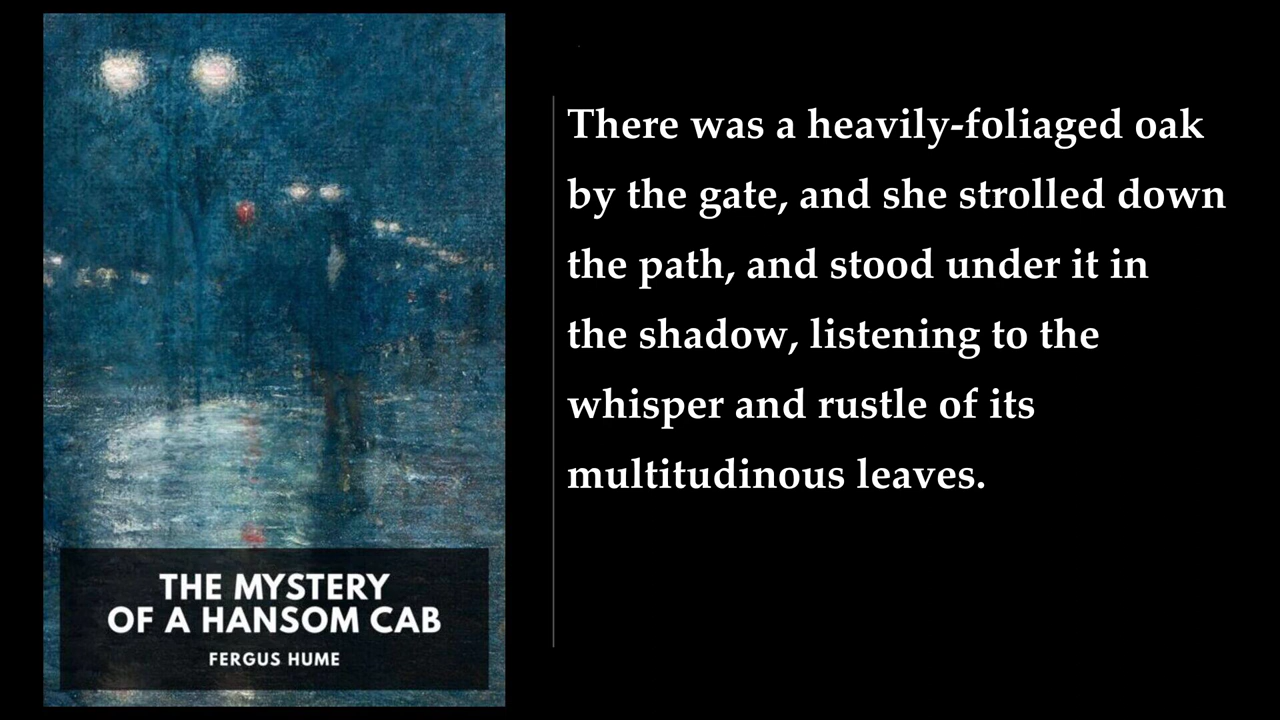 THE MYSTERY
OF A HANSOM CAB
FERGUS HUME
There was a heavily-foliaged oak
by the gate, and she strolled down
the path, and stood under it in
the shadow, listening to the
whisper and rustle of its
multitudinous leaves.